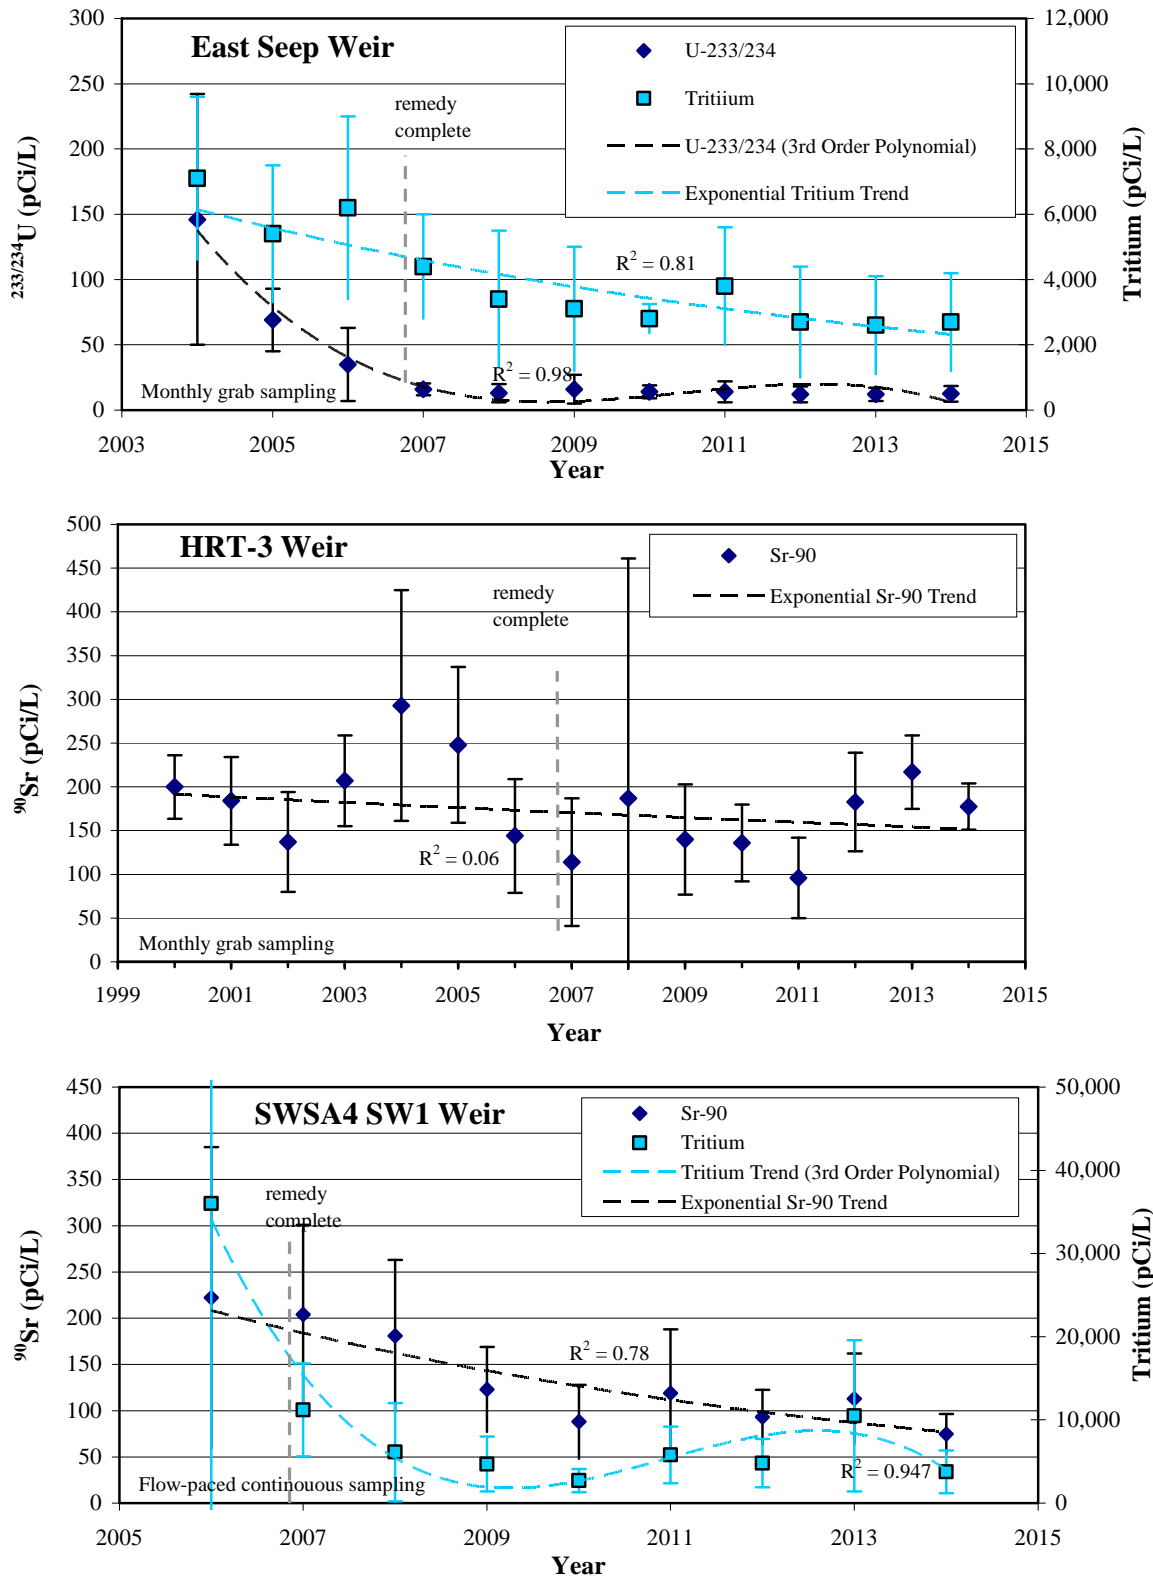 East Seep Weir
U-233/234
Tritiium
U-233/234 (3rd Order Polynomial)
Exponential Tritium Trend
remedy
complete
R2 = 0.81
R2 = 0.98
Monthly grab sampling
300
250
200
150
100
50
0
233/234U (pCi/L)
12,000
10,000
8,000
6,000
4,000
2,000
0
Tritium (pCi/L)
2003 2005 2007 2009 2011 2013 2015
Year
HRT-3 Weir
Sr-90
Exponential Sr-90 Trend
remedy
complete
R2 = 0.06
Monthly grab sampling
500
450
400
350
300
250
200
150
100
50
0
90Sr (pCi/L)
1999 2001 2003 2005 2007 2009 2011 2013 2015
Year
SWSA4 SW1 Weir
Sr-90
Tritium
Tritium Trend (3rd Order Polynomial)
Exponential Sr-90 Trend
remedy
complete
R2 = 0.78
R2 = 0.947
Flow-paced continouous sampling
450
400
350
300
250
200
150
100
50
0
90Sr (pCi/L)
50,000
40,000
30,000
20,000
10,000
0
Tritium (pCi/L)
2005 2007 2009 2011 2013 2015
Year